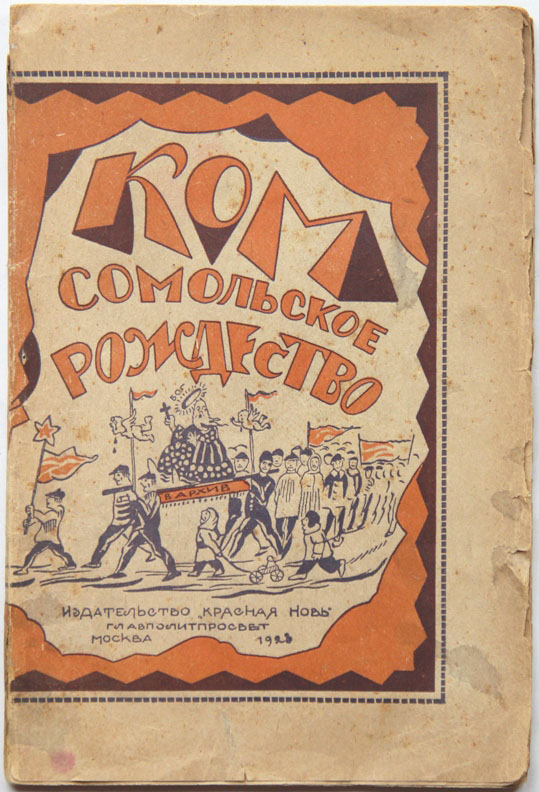 КОМ
СОМОЛЬСКОЕ
РОЖДЕСТВО
БОГ
В АРХИВ
ИЗДАТЕЛЬСТВО „КРАСНАЯ НОВЬ"
ГЛАВПОЛИТПРОСВЕТ
МОСКВА 1923